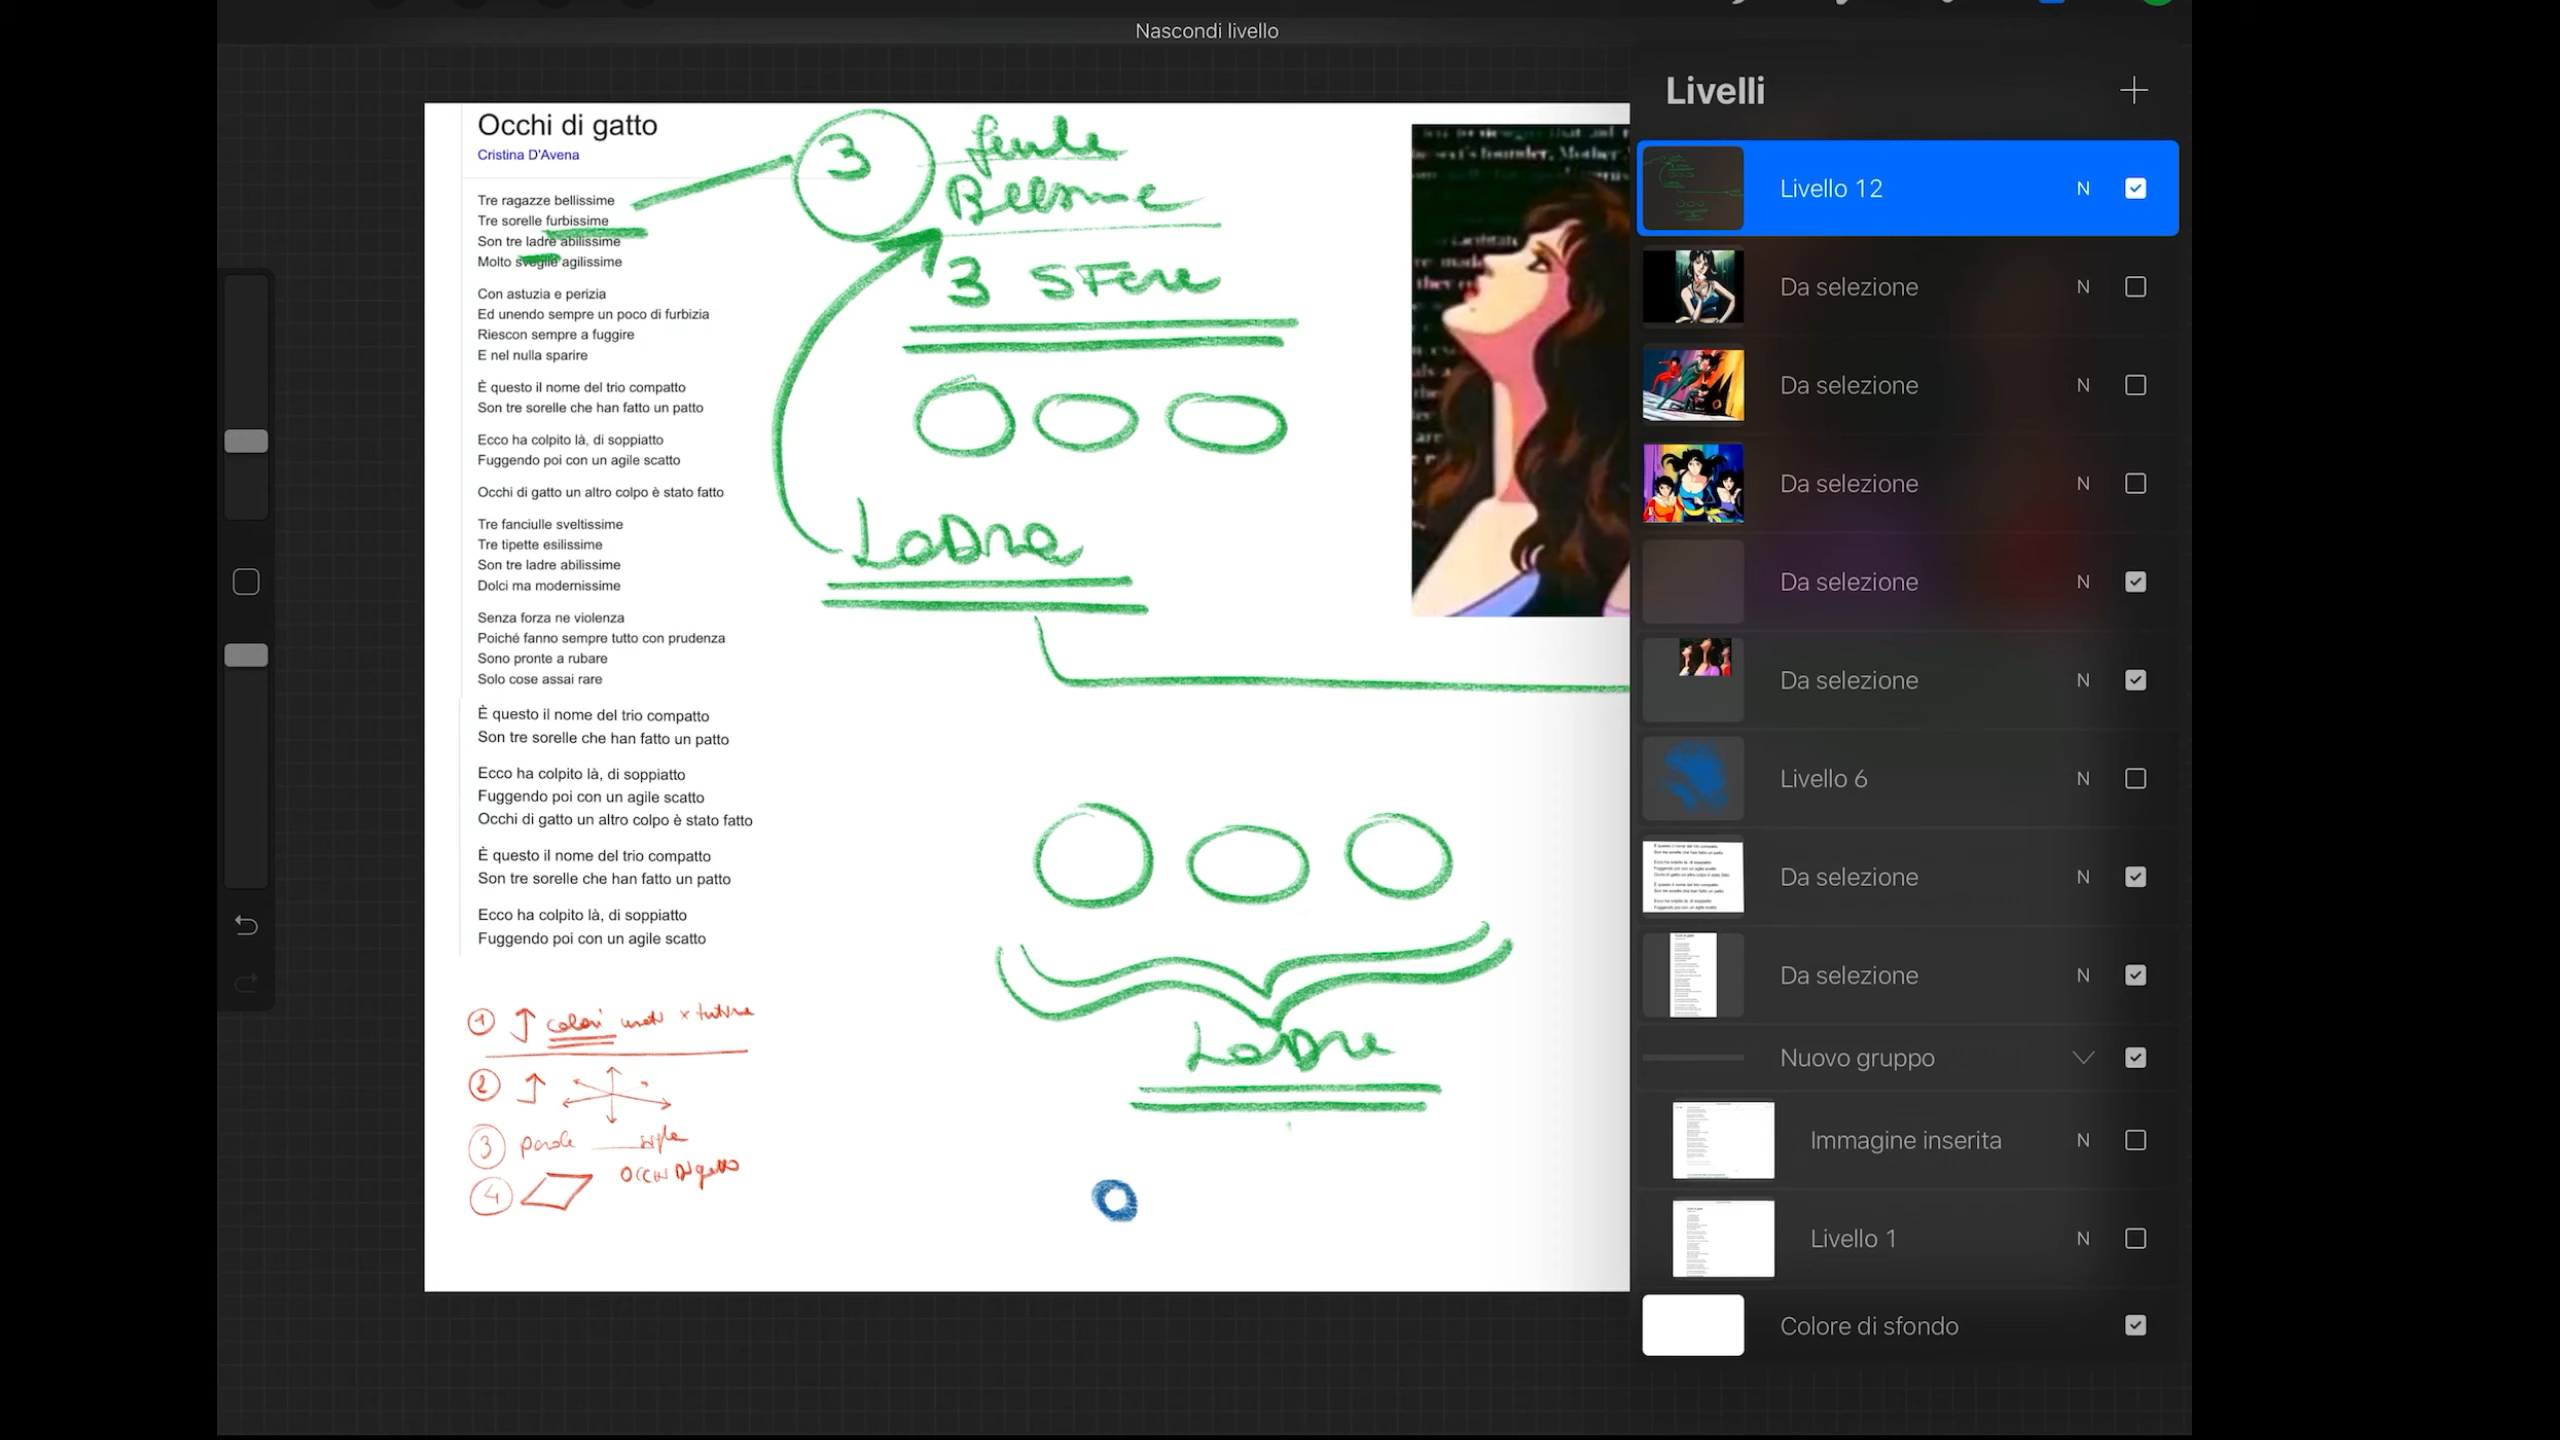 Nascondi livello
Occhi di gatto
Cristina D'Avena
Tre ragazze bellissime
Tre sorelle furbissime
Son tre ladre abilissime
Molto sveglie agilissime
Con astuzia e perizia
Ed unendo sempre un poco di furbizia
Riescon sempre a fuggire
E nel nulla sparire
È questo il nome del trio compatto
Son tre sorelle che han fatto un patto
Ecco ha colpito là, di soppiatto
Fuggendo poi con un agile scatto
Occhi di gatto un altro colpo è stato fatto
Tre fanciulle sveltissime
Tre tipette esilissime
Son tre ladre abilissime
Dolci ma modernissime
Senza forza ne violenza
Poiché fanno sempre tutto con prudenza
Sono pronte a rubare
Solo cose assai rare
È questo il nome del trio compatto
Son tre sorelle che han fatto un patto
Ecco ha colpito là, di soppiatto
Fuggendo poi con un agile scatto
Occhi di gatto un altro colpo è stato fatto
È questo il nome del trio compatto
Son tre sorelle che han fatto un patto
Ecco ha colpito là, di soppiatto
Fuggendo poi con un agile scatto
1 colori x tutine
2
3 parole sigla
4 occhi di gatto
3
3 sfere
Ladre
Ladre
Livelli
Livello 12 N
Da selezione N
Da selezione N
Da selezione N
Da selezione N
Da selezione N
Livello 6 N
Da selezione N
Da selezione N
Nuovo gruppo
Immagine inserita N
Livello 1 N
Colore di sfondo